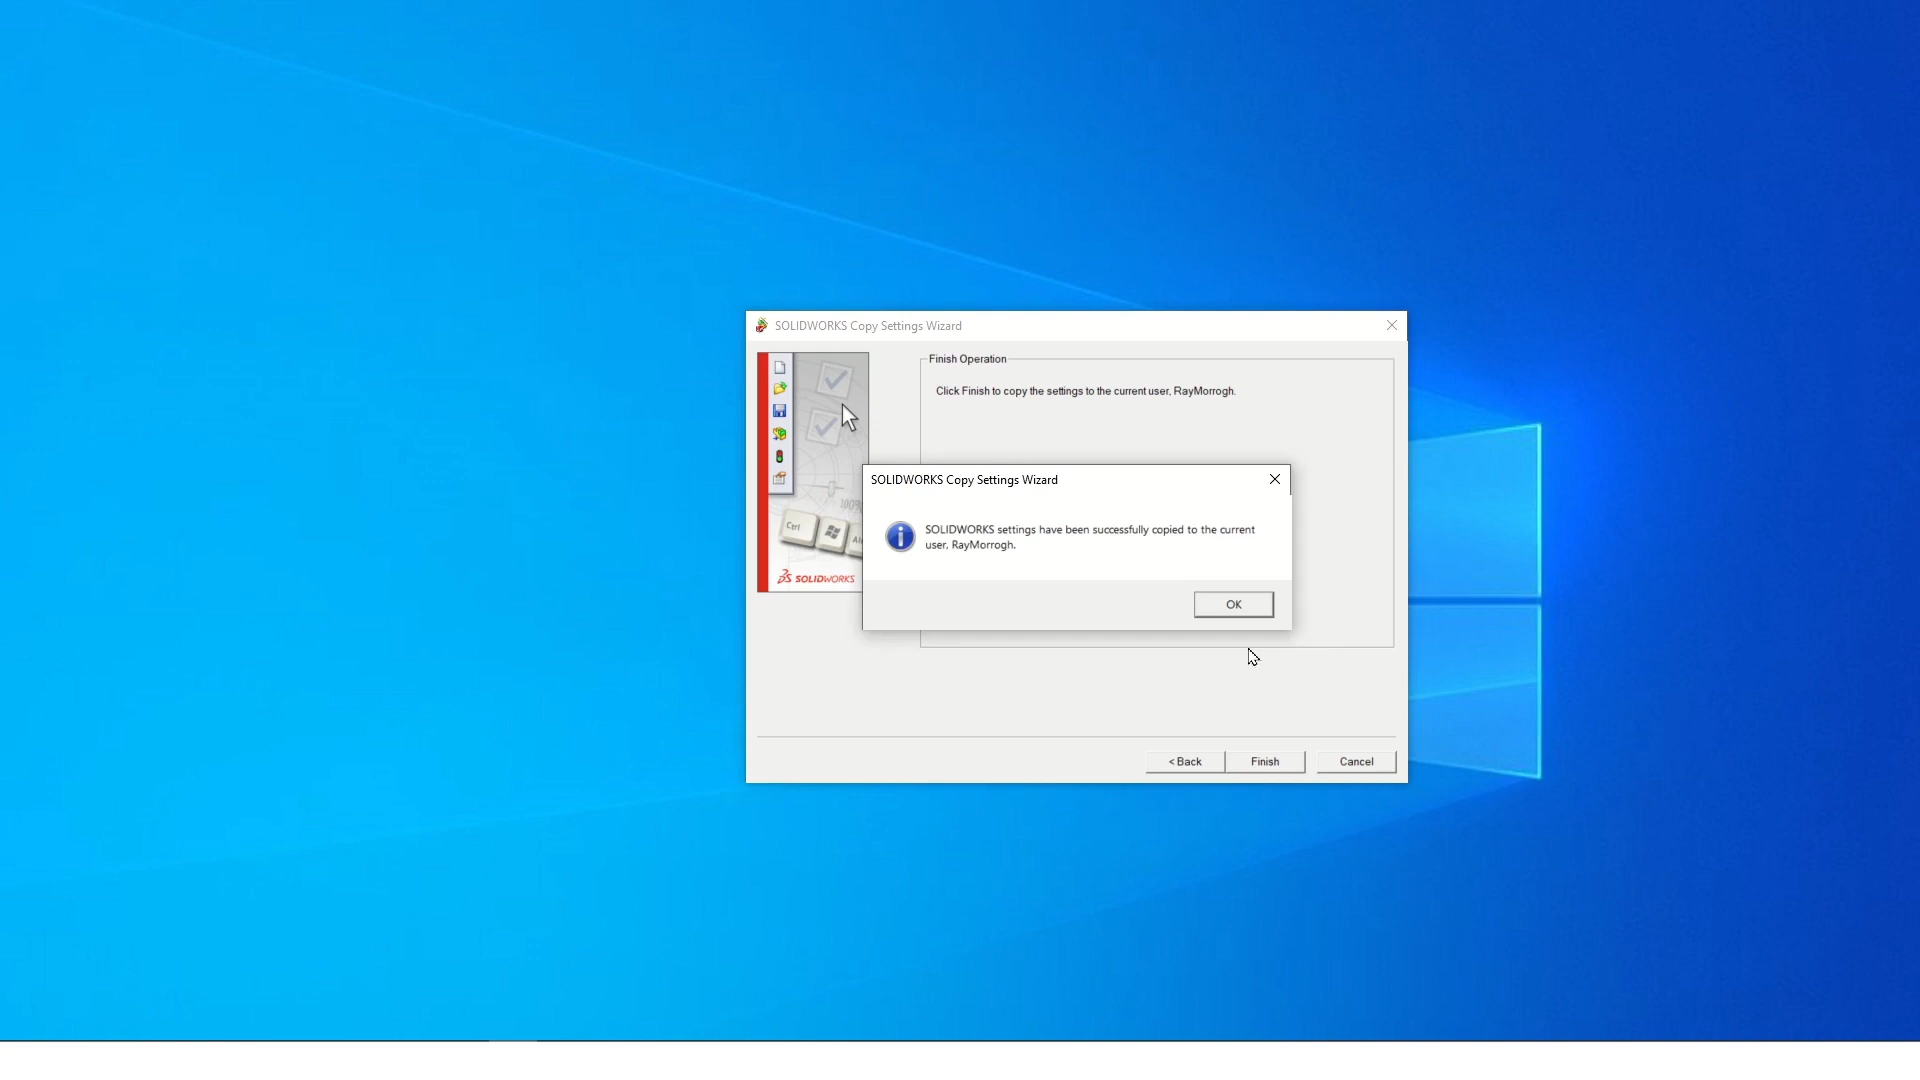 SOLIDWORKS Copy Settings Wizard
Finish Operation
Click Finish to copy the settings to the current user, RayMorrogh.
100%
Ctrl
SOLIDWORKS
SOLIDWORKS Copy Settings Wizard
SOLIDWORKS settings have been successfully copied to the current
user, RayMorrogh.
OK
< Back
Finish
Cancel